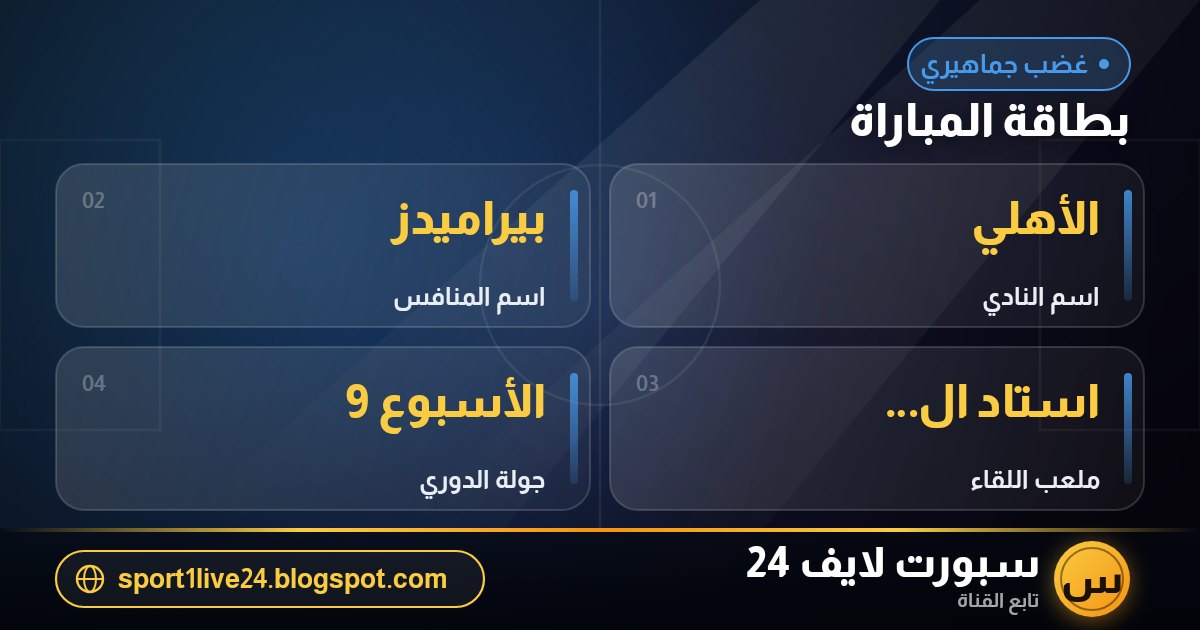 غضب جماهيري
بطاقة المباراة
01
الأهلي
اسم النادي
02
بيراميدز
اسم المنافس
03
استاد ال...
ملعب اللقاء
04
الأسبوع 9
جولة الدوري
س
سبورت لايف 24
تابع القناة
sport1live24.blogspot.com